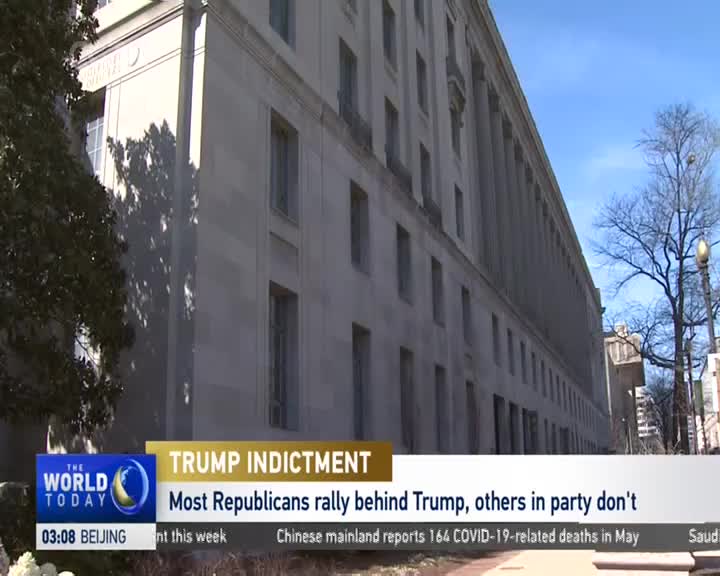 TRUMP INDICTMENT
THE
WORLD
TODAY
Most Republicans rally behind Trump, others in party don't
03:08 BEIJING
nt this week Chinese mainland reports 164 COVID-19-related deaths in May Saudi